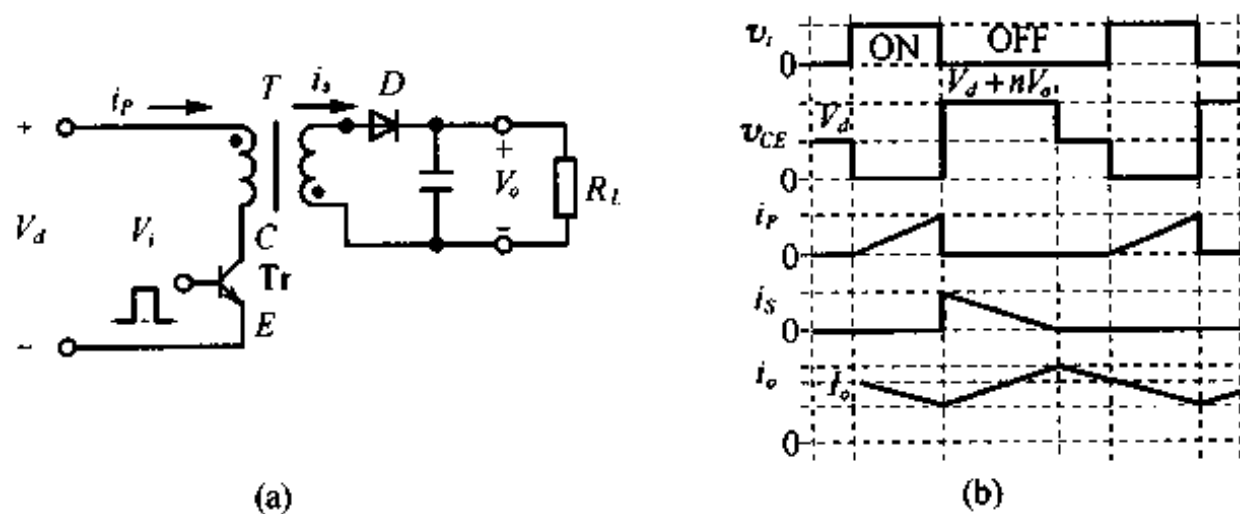 i_P
T
i_s
D
+
+
V_d
V_i
C
Tr
E
V_o
R_L
-
-
(a)
v_i
ON
OFF
0
V_d + nV_o
V_d
v_CE
0
i_P
0
i_S
0
i_o
I_o
0
(b)